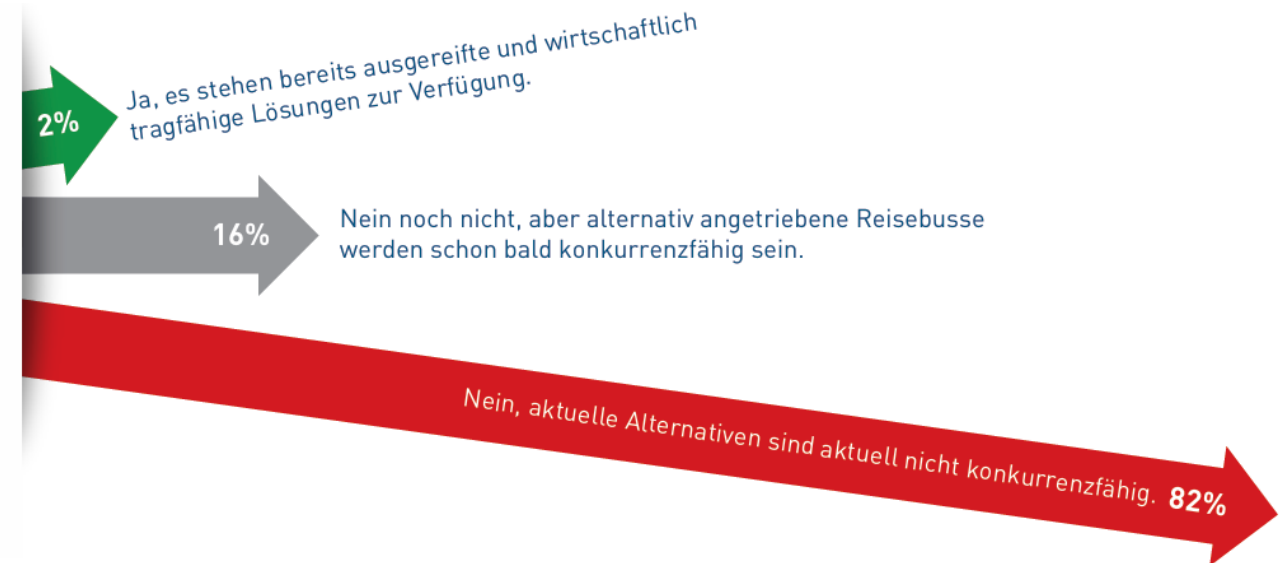 2%
Ja, es stehen bereits ausgereifte und wirtschaftlich
tragfähige Lösungen zur Verfügung.
16%
Nein noch nicht, aber alternativ angetriebene Reisebusse
werden schon bald konkurrenzfähig sein.
Nein, aktuelle Alternativen sind aktuell nicht konkurrenzfähig. 82%